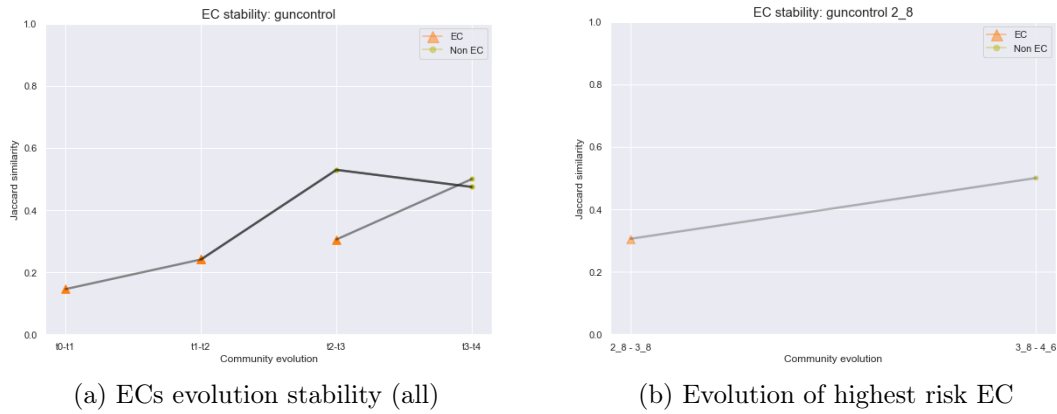 EC stability: guncontrol
1.0
EC
Non EC
0.8
0.6
Jaccard similarity
0.4
0.2
0.0
t0-t1 t1-t2 t2-t3 t3-t4
Community evolution
(a) ECs evolution stability (all)
EC stability: guncontrol 2_8
1.0
EC
Non EC
0.8
0.6
Jaccard similarity
0.4
0.2
0.0
2_8 - 3_8 3_8 - 4_6
Community evolution
(b) Evolution of highest risk EC